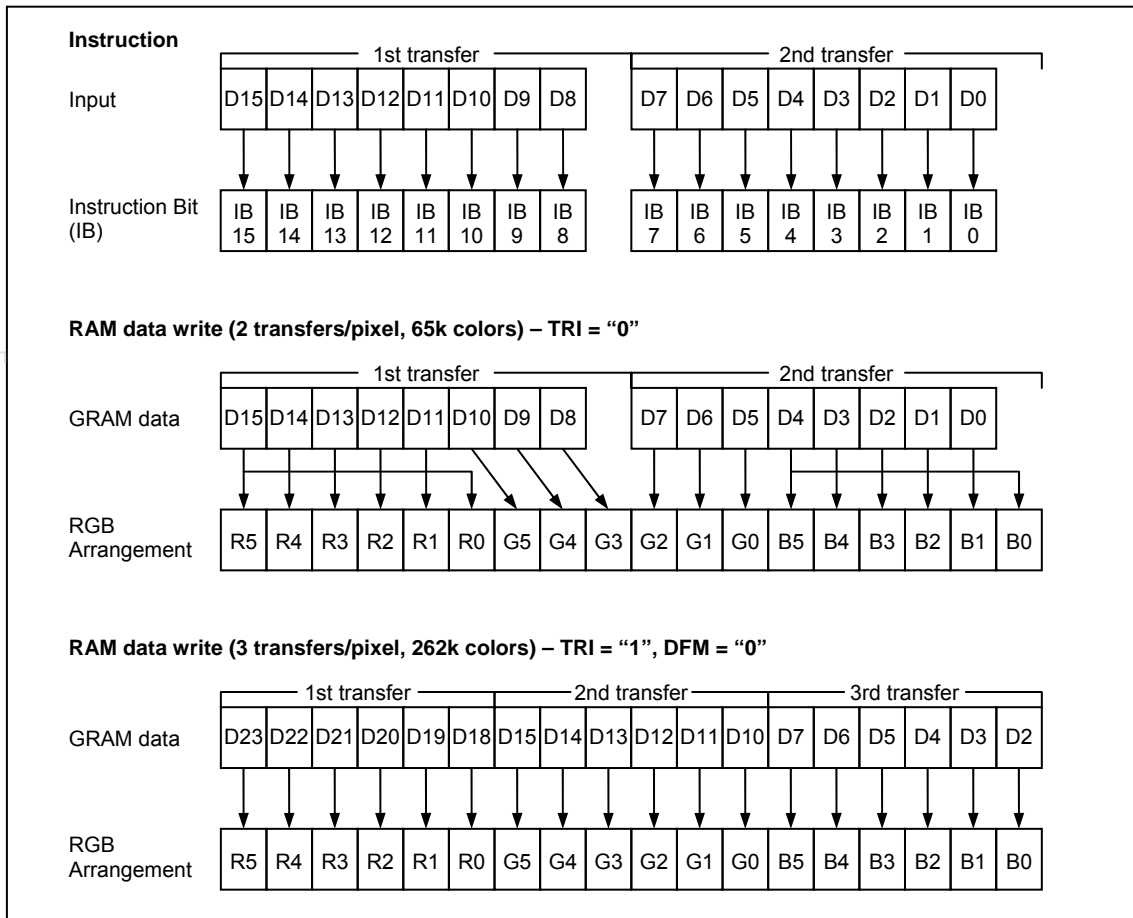 Instruction
1st transfer 2nd transfer
Input D15 D14 D13 D12 D11 D10 D9 D8 D7 D6 D5 D4 D3 D2 D1 D0
Instruction Bit (IB) IB 15 IB 14 IB 13 IB 12 IB 11 IB 10 IB 9 IB 8 IB 7 IB 6 IB 5 IB 4 IB 3 IB 2 IB 1 IB 0
RAM data write (2 transfers/pixel, 65k colors) – TRI = “0”
1st transfer 2nd transfer
GRAM data D15 D14 D13 D12 D11 D10 D9 D8 D7 D6 D5 D4 D3 D2 D1 D0
RGB Arrangement R5 R4 R3 R2 R1 R0 G5 G4 G3 G2 G1 G0 B5 B4 B3 B2 B1 B0
RAM data write (3 transfers/pixel, 262k colors) – TRI = “1”, DFM = “0”
1st transfer 2nd transfer 3rd transfer
GRAM data D23 D22 D21 D20 D19 D18 D15 D14 D13 D12 D11 D10 D7 D6 D5 D4 D3 D2
RGB Arrangement R5 R4 R3 R2 R1 R0 G5 G4 G3 G2 G1 G0 B5 B4 B3 B2 B1 B0